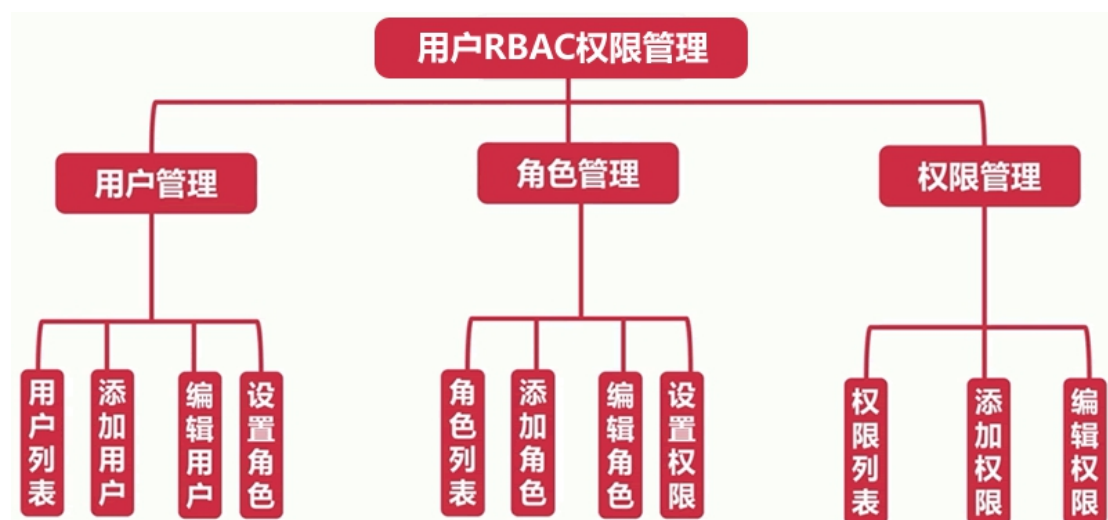 用户RBAC权限管理
用户管理
角色管理
权限管理
用户列表
添加用户
编辑用户
设置角色
角色列表
添加角色
编辑角色
设置权限
权限列表
添加权限
编辑权限